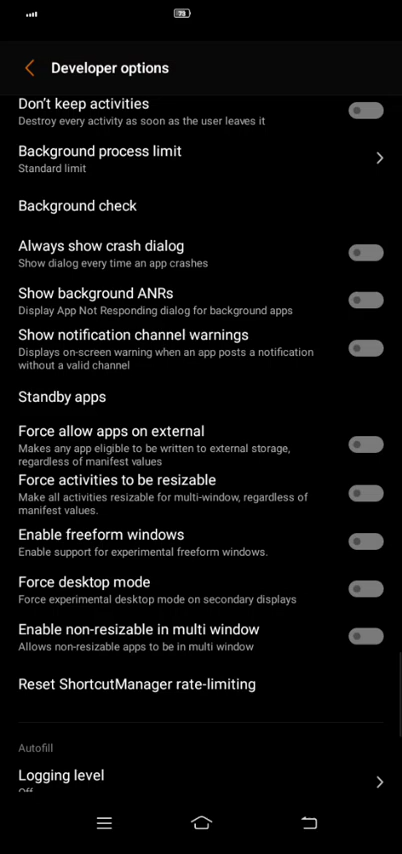 73
Developer options
Don't keep activities
Destroy every activity as soon as the user leaves it
Background process limit
Standard limit
Background check
Always show crash dialog
Show dialog every time an app crashes
Show background ANRs
Display App Not Responding dialog for background apps
Show notification channel warnings
Displays on-screen warning when an app posts a notification
without a valid channel
Standby apps
Force allow apps on external
Makes any app eligible to be written to external storage,
regardless of manifest values
Force activities to be resizable
Make all activities resizable for multi-window, regardless of
manifest values.
Enable freeform windows
Enable support for experimental freeform windows.
Force desktop mode
Force experimental desktop mode on secondary displays
Enable non-resizable in multi window
Allows non-resizable apps to be in multi window
Reset ShortcutManager rate-limiting
Autofill
Logging level
Off